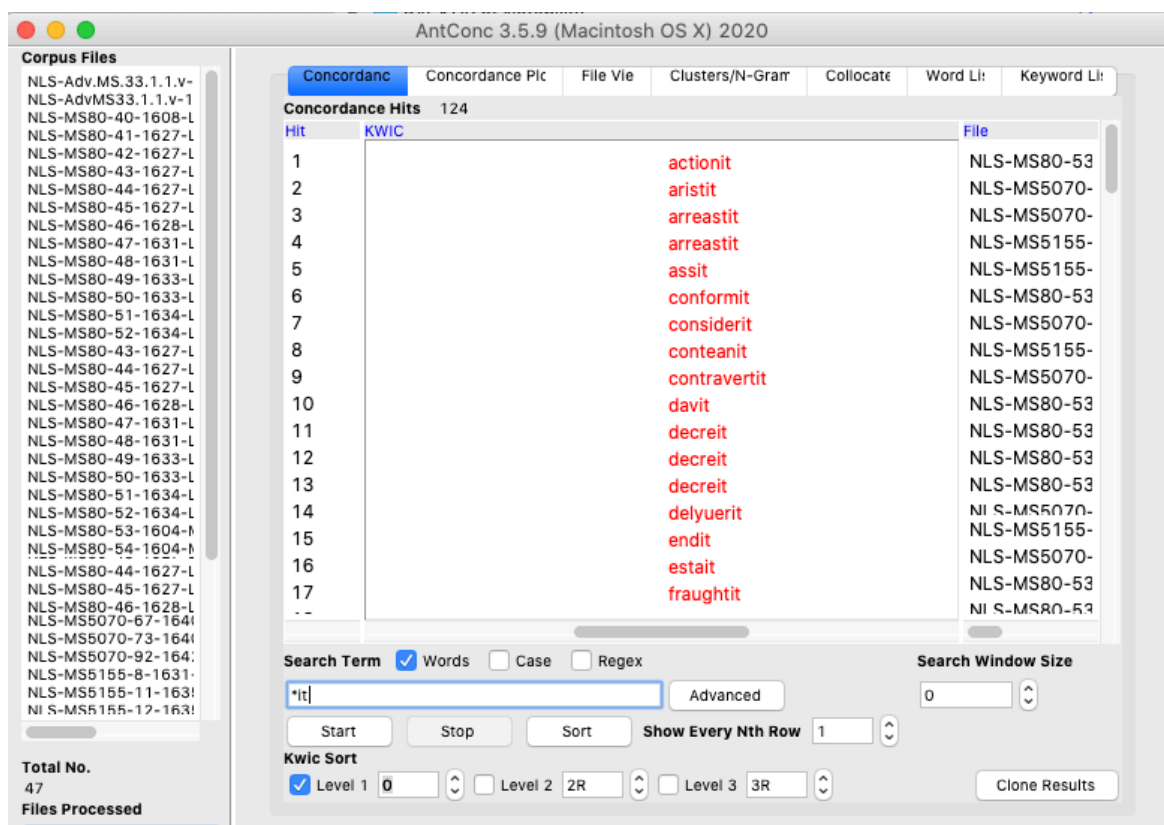 AntConc 3.5.9 (Macintosh OS X) 2020
Corpus Files
NLS-Adv.MS.33.1.1.v-
NLS-AdvMS33.1.1.v-1
NLS-MS80-40-1608-L
NLS-MS80-41-1627-L
NLS-MS80-42-1627-L
NLS-MS80-43-1627-L
NLS-MS80-44-1627-L
NLS-MS80-45-1627-L
NLS-MS80-46-1628-L
NLS-MS80-47-1631-L
NLS-MS80-48-1631-L
NLS-MS80-49-1633-L
NLS-MS80-50-1633-L
NLS-MS80-51-1634-L
NLS-MS80-52-1634-L
NLS-MS80-43-1627-L
NLS-MS80-44-1627-L
NLS-MS80-45-1627-L
NLS-MS80-46-1628-L
NLS-MS80-47-1631-L
NLS-MS80-48-1631-L
NLS-MS80-49-1633-L
NLS-MS80-50-1633-L
NLS-MS80-51-1634-L
NLS-MS80-52-1634-L
NLS-MS80-53-1604-M
NLS-MS80-54-1604-M
NLS-MS80-44-1627-L
NLS-MS80-45-1627-L
NLS-MS80-46-1628-L
NLS-MS5070-67-164
NLS-MS5070-73-164
NLS-MS5070-92-164
NLS-MS5155-8-1631-
NLS-MS5155-11-163
NLS-MS5155-12-163
Total No.
47
Files Processed
Concordanc Concordance Plc File Vie Clusters/N-Gram Collocate Word Li Keyword Li
Concordance Hits 124
Hit KWIC File
1 actionit NLS-MS80-53
2 aristit NLS-MS5070-
3 arreastit NLS-MS5070-
4 arreastit NLS-MS5155-
5 assit NLS-MS5155-
6 conformit NLS-MS80-53
7 considerit NLS-MS5070-
8 conteanit NLS-MS5155-
9 contravertit NLS-MS5070-
10 davit NLS-MS80-53
11 decreit NLS-MS80-53
12 decreit NLS-MS80-53
13 decreit NLS-MS80-53
14 delyuerit NLS-MS5070-
15 endit NLS-MS5155-
16 estait NLS-MS5070-
17 fraughtit NLS-MS80-53
NLS-MS80-53
Search Term Words Case Regex Search Window Size
*it Advanced 0
Start Stop Sort Show Every Nth Row 1
Kwic Sort
Level 1 0 Level 2 2R Level 3 3R Clone Results